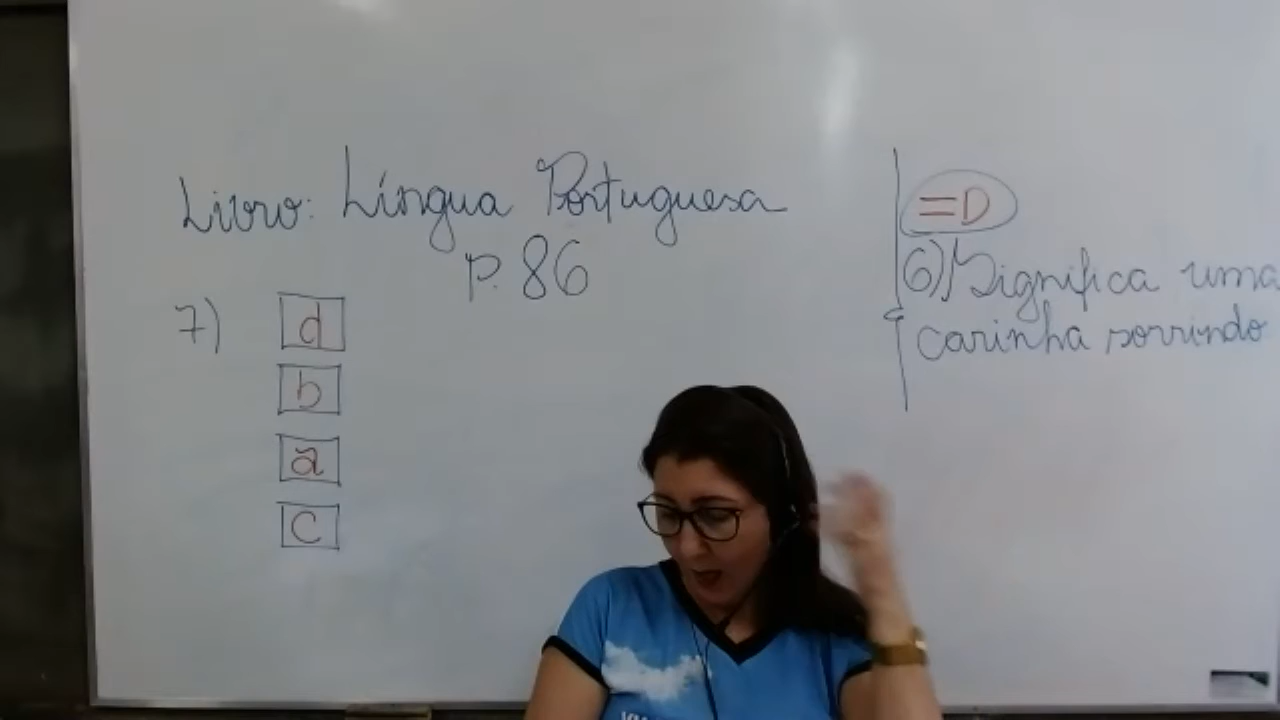 Livro: Língua Portuguesa
p. 86
7) d
b
a
c
=D
6) Significa uma
carinha sorrindo